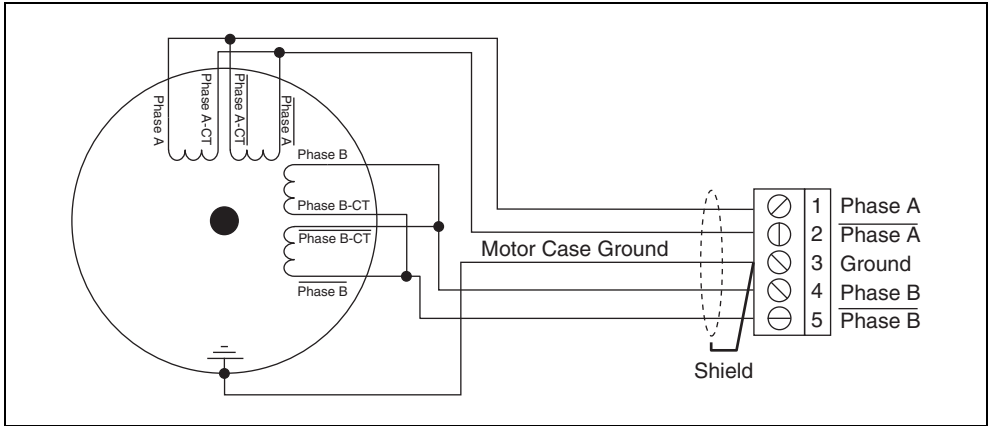 Phase A
Phase A-CT
Phase A-CT
Phase A
Phase B
Phase B-CT
Phase B-CT
Phase B
Motor Case Ground
Shield
1 Phase A
2 Phase A
3 Ground
4 Phase B
5 Phase B